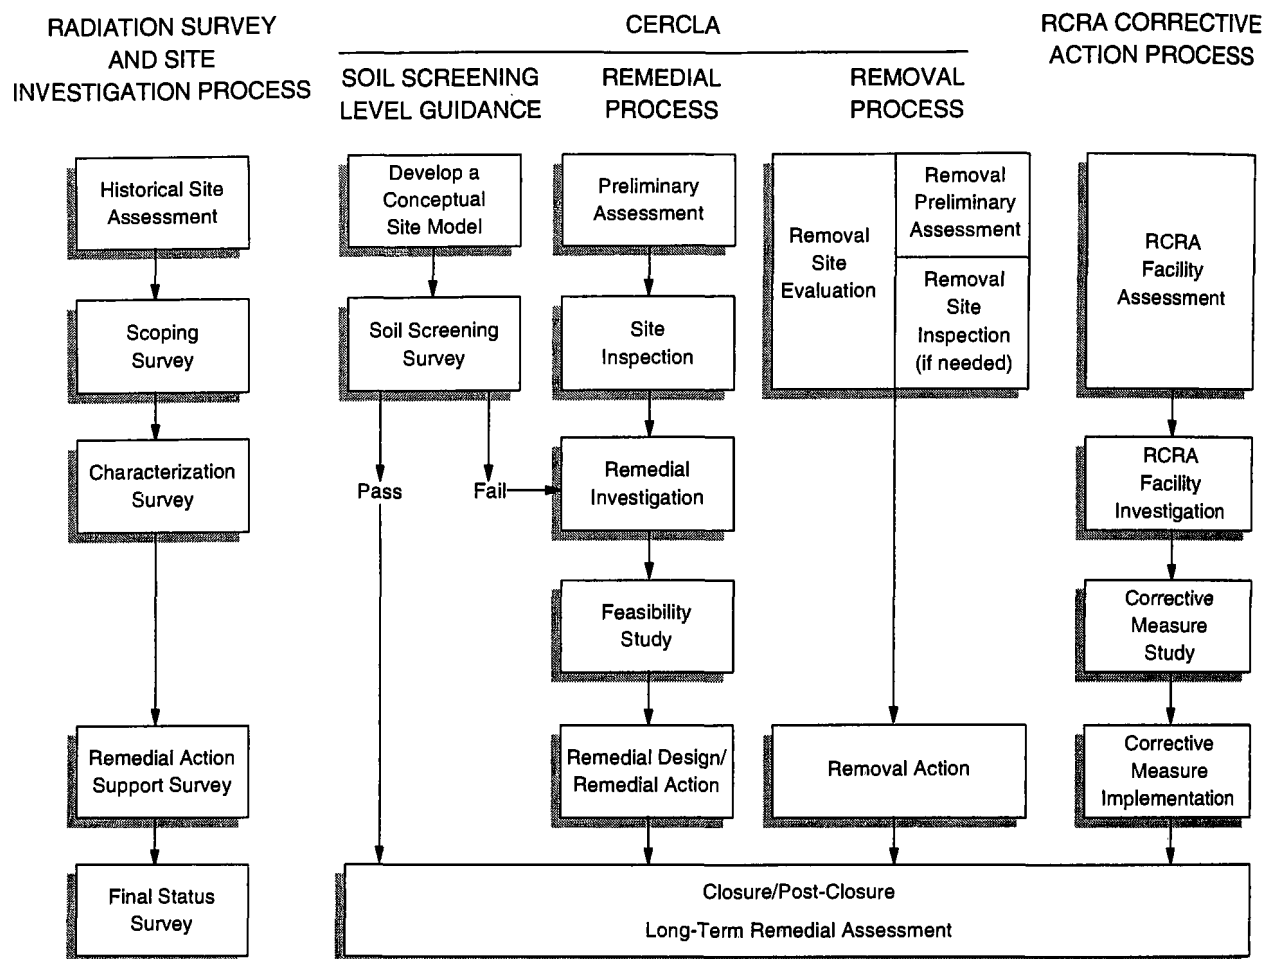 RADIATION SURVEY
AND SITE
INVESTIGATION PROCESS
CERCLA
RCRA CORRECTIVE
ACTION PROCESS
SOIL SCREENING
LEVEL GUIDANCE
REMEDIAL
PROCESS
REMOVAL
PROCESS
Historical Site
Assessment
Scoping
Survey
Characterization
Survey
Remedial Action
Support Survey
Final Status
Survey
Develop a
Conceptual
Site Model
Soil Screening
Survey
Pass
Fail
Preliminary
Assessment
Site
Inspection
Remedial
Investigation
Feasibility
Study
Remedial Design/
Remedial Action
Removal
Site
Evaluation
Removal
Preliminary
Assessment
Removal
Site
Inspection
(if needed)
Removal Action
RCRA
Facility
Assessment
RCRA
Facility
Investigation
Corrective
Measure
Study
Corrective
Measure
Implementation
Closure/Post-Closure
Long-Term Remedial Assessment